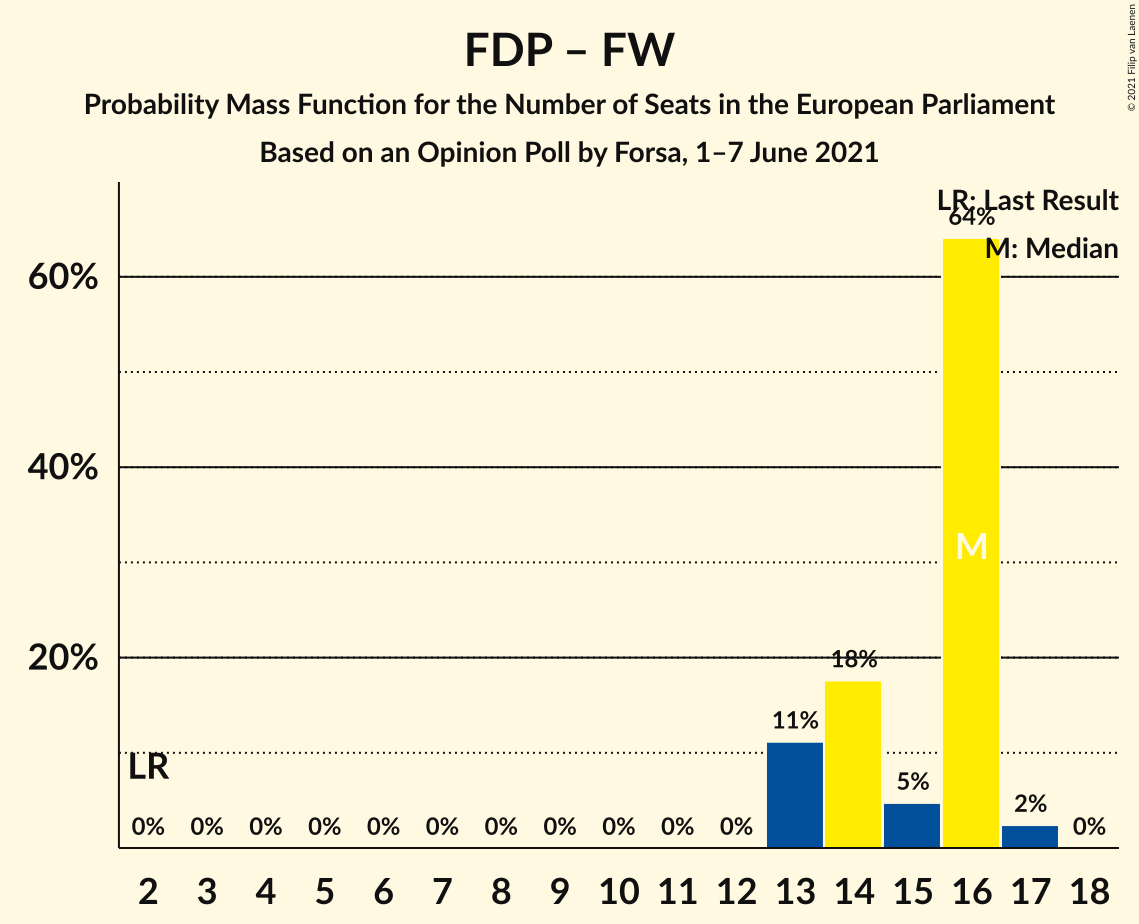 FDP – FW
Probability Mass Function for the Number of Seats in the European Parliament
Based on an Opinion Poll by Forsa, 1–7 June 2021
© 2021 Filip van Laenen
LR: Last Result
M: Median
60%
40%
20%
64%
M
18%
11%
5%
2%
LR
0% 0% 0% 0% 0% 0% 0% 0% 0% 0% 0% 0%
2 3 4 5 6 7 8 9 10 11 12 13 14 15 16 17 18